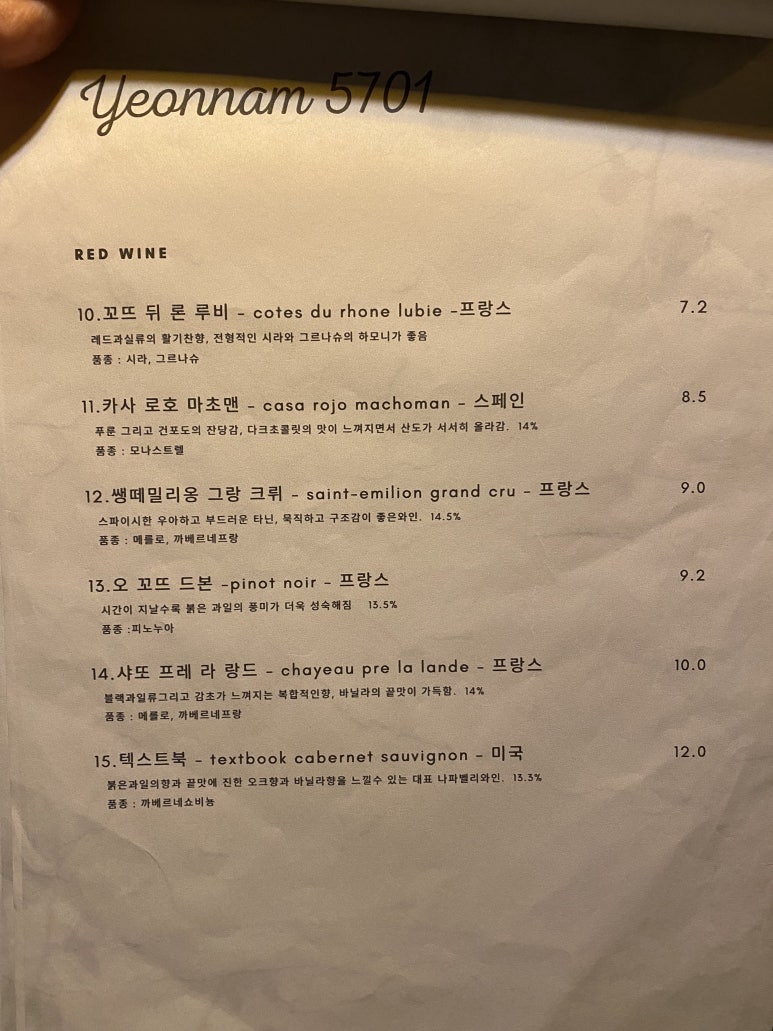 Yeonnam 5701
RED WINE
10.꼬뜨 뒤 론 루비 - cotes du rhone lubie -프랑스 7.2
레드과실류의 활기찬향, 전형적인 시라와 그르나슈의 하모니가 좋음
품종 : 시라, 그르나슈
11.카사 로호 마초맨 - casa rojo machoman - 스페인 8.5
푸룬 그리고 건포도의 잔당감, 다크초콜릿의 맛이 느껴지면서 산도가 서서히 올라감. 14%
품종 : 모나스트렐
12.쌩떼밀리옹 그랑 크뤼 - saint-emilion grand cru - 프랑스 9.0
스파이시한 우아하고 부드러운 타닌, 묵직하고 구조감이 좋은와인. 14.5%
품종 : 메를로, 까베르네프랑
13.오 꼬뜨 드본 -pinot noir - 프랑스 9.2
시간이 지날수록 붉은 과일의 풍미가 더욱 성숙해짐 13.5%
품종 :피노누아
14.샤또 프레 라 랑드 - chayeau pre la lande - 프랑스 10.0
블랙과일류그리고 감초가 느껴지는 복합적인향, 바닐라의 끝맛이 가득함. 14%
품종 : 메를로, 까베르네프랑
15.텍스트북 - textbook cabernet sauvignon - 미국 12.0
붉은과일의향과 끝맛에 진한 오크향과 바닐라향을 느낄수 있는 대표 나파밸리와인. 13.3%
품종 : 까베르네쇼비뇽